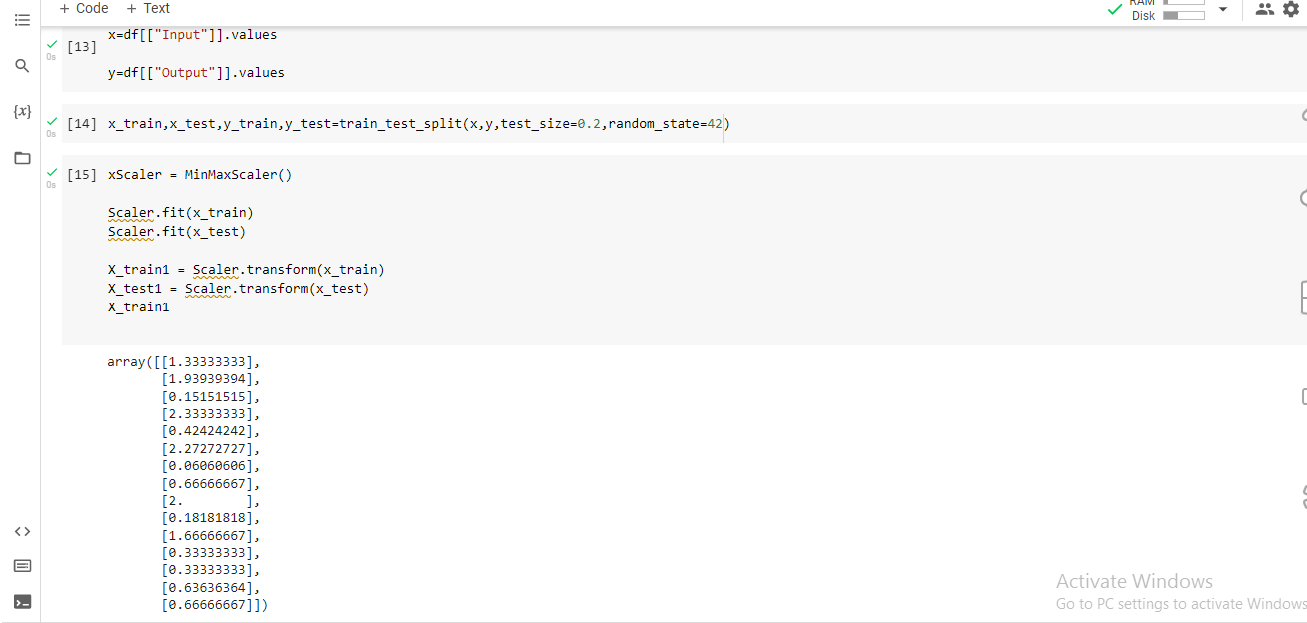 + Code + Text
RAM
Disk
[13]
x=df[["Input"]].values
0s
y=df[["Output"]].values
{x}
[14] x_train,x_test,y_train,y_test=train_test_split(x,y,test_size=0.2,random_state=42)
0s
[15] xScaler = MinMaxScaler()
0s
Scaler.fit(x_train)
Scaler.fit(x_test)
X_train1 = Scaler.transform(x_train)
X_test1 = Scaler.transform(x_test)
X_train1
array([[1.33333333],
[1.93939394],
[0.15151515],
[2.33333333],
[0.42424242],
[2.27272727],
[0.06060606],
[0.66666667],
[2.        ],
[0.18181818],
[1.66666667],
[0.33333333],
[0.33333333],
[0.63636364],
[0.66666667]])
Activate Windows
Go to PC settings to activate Windows